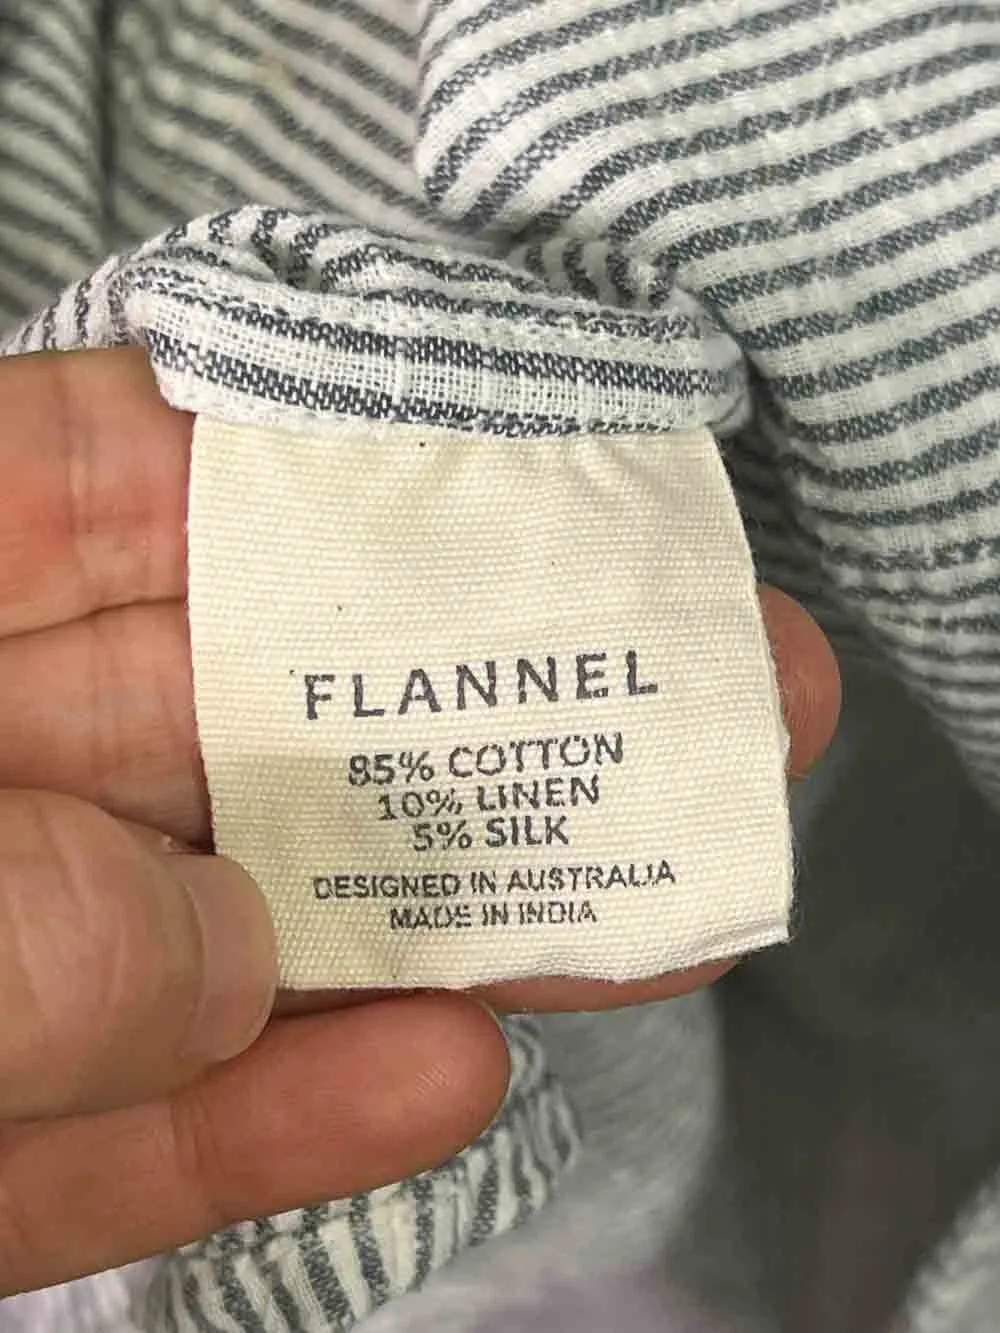 FLANNEL
85% COTTON
10% LINEN
5% SILK
DESIGNED IN AUSTRALIA
MADE IN INDIA